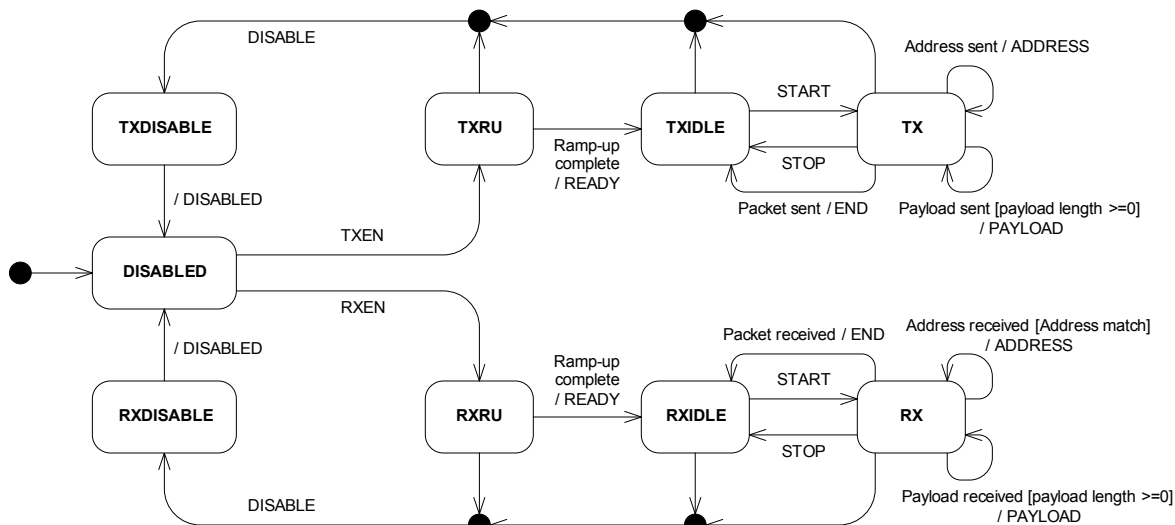 DISABLE
Address sent / ADDRESS
START
TXDISABLE
TXRU
TXIDLE
TX
Ramp-up
complete
/ READY
STOP
/ DISABLED
Packet sent / END
Payload sent [payload length >=0]
/ PAYLOAD
TXEN
DISABLED
RXEN
Packet received / END
Address received [Address match]
/ ADDRESS
/ DISABLED
Ramp-up
complete
/ READY
START
RXDISABLE
RXRU
RXIDLE
RX
STOP
DISABLE
Payload received [payload length >=0]
/ PAYLOAD